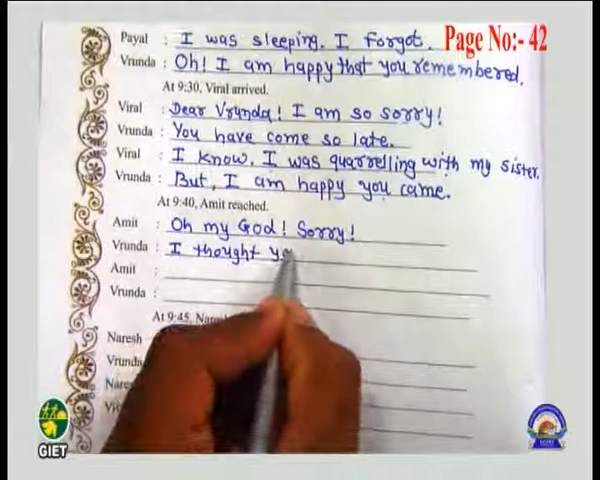 Payal : I was sleeping. I forgot.
Page No:- 42
Vrunda : Oh! I am happy that you remembered.
At 9:30, Viral arrived.
Viral : Dear Vrunda! I am so sorry!
Vrunda : You have come so late.
Viral : I know. I was quarrelling with my sister.
Vrunda : But, I am happy you came.
At 9:40, Amit reached.
Amit : Oh my God! Sorry!
Vrunda : I thought yo
Amit :
Vrunda :
At 9:45,
Naresh
Vrunda
GIET